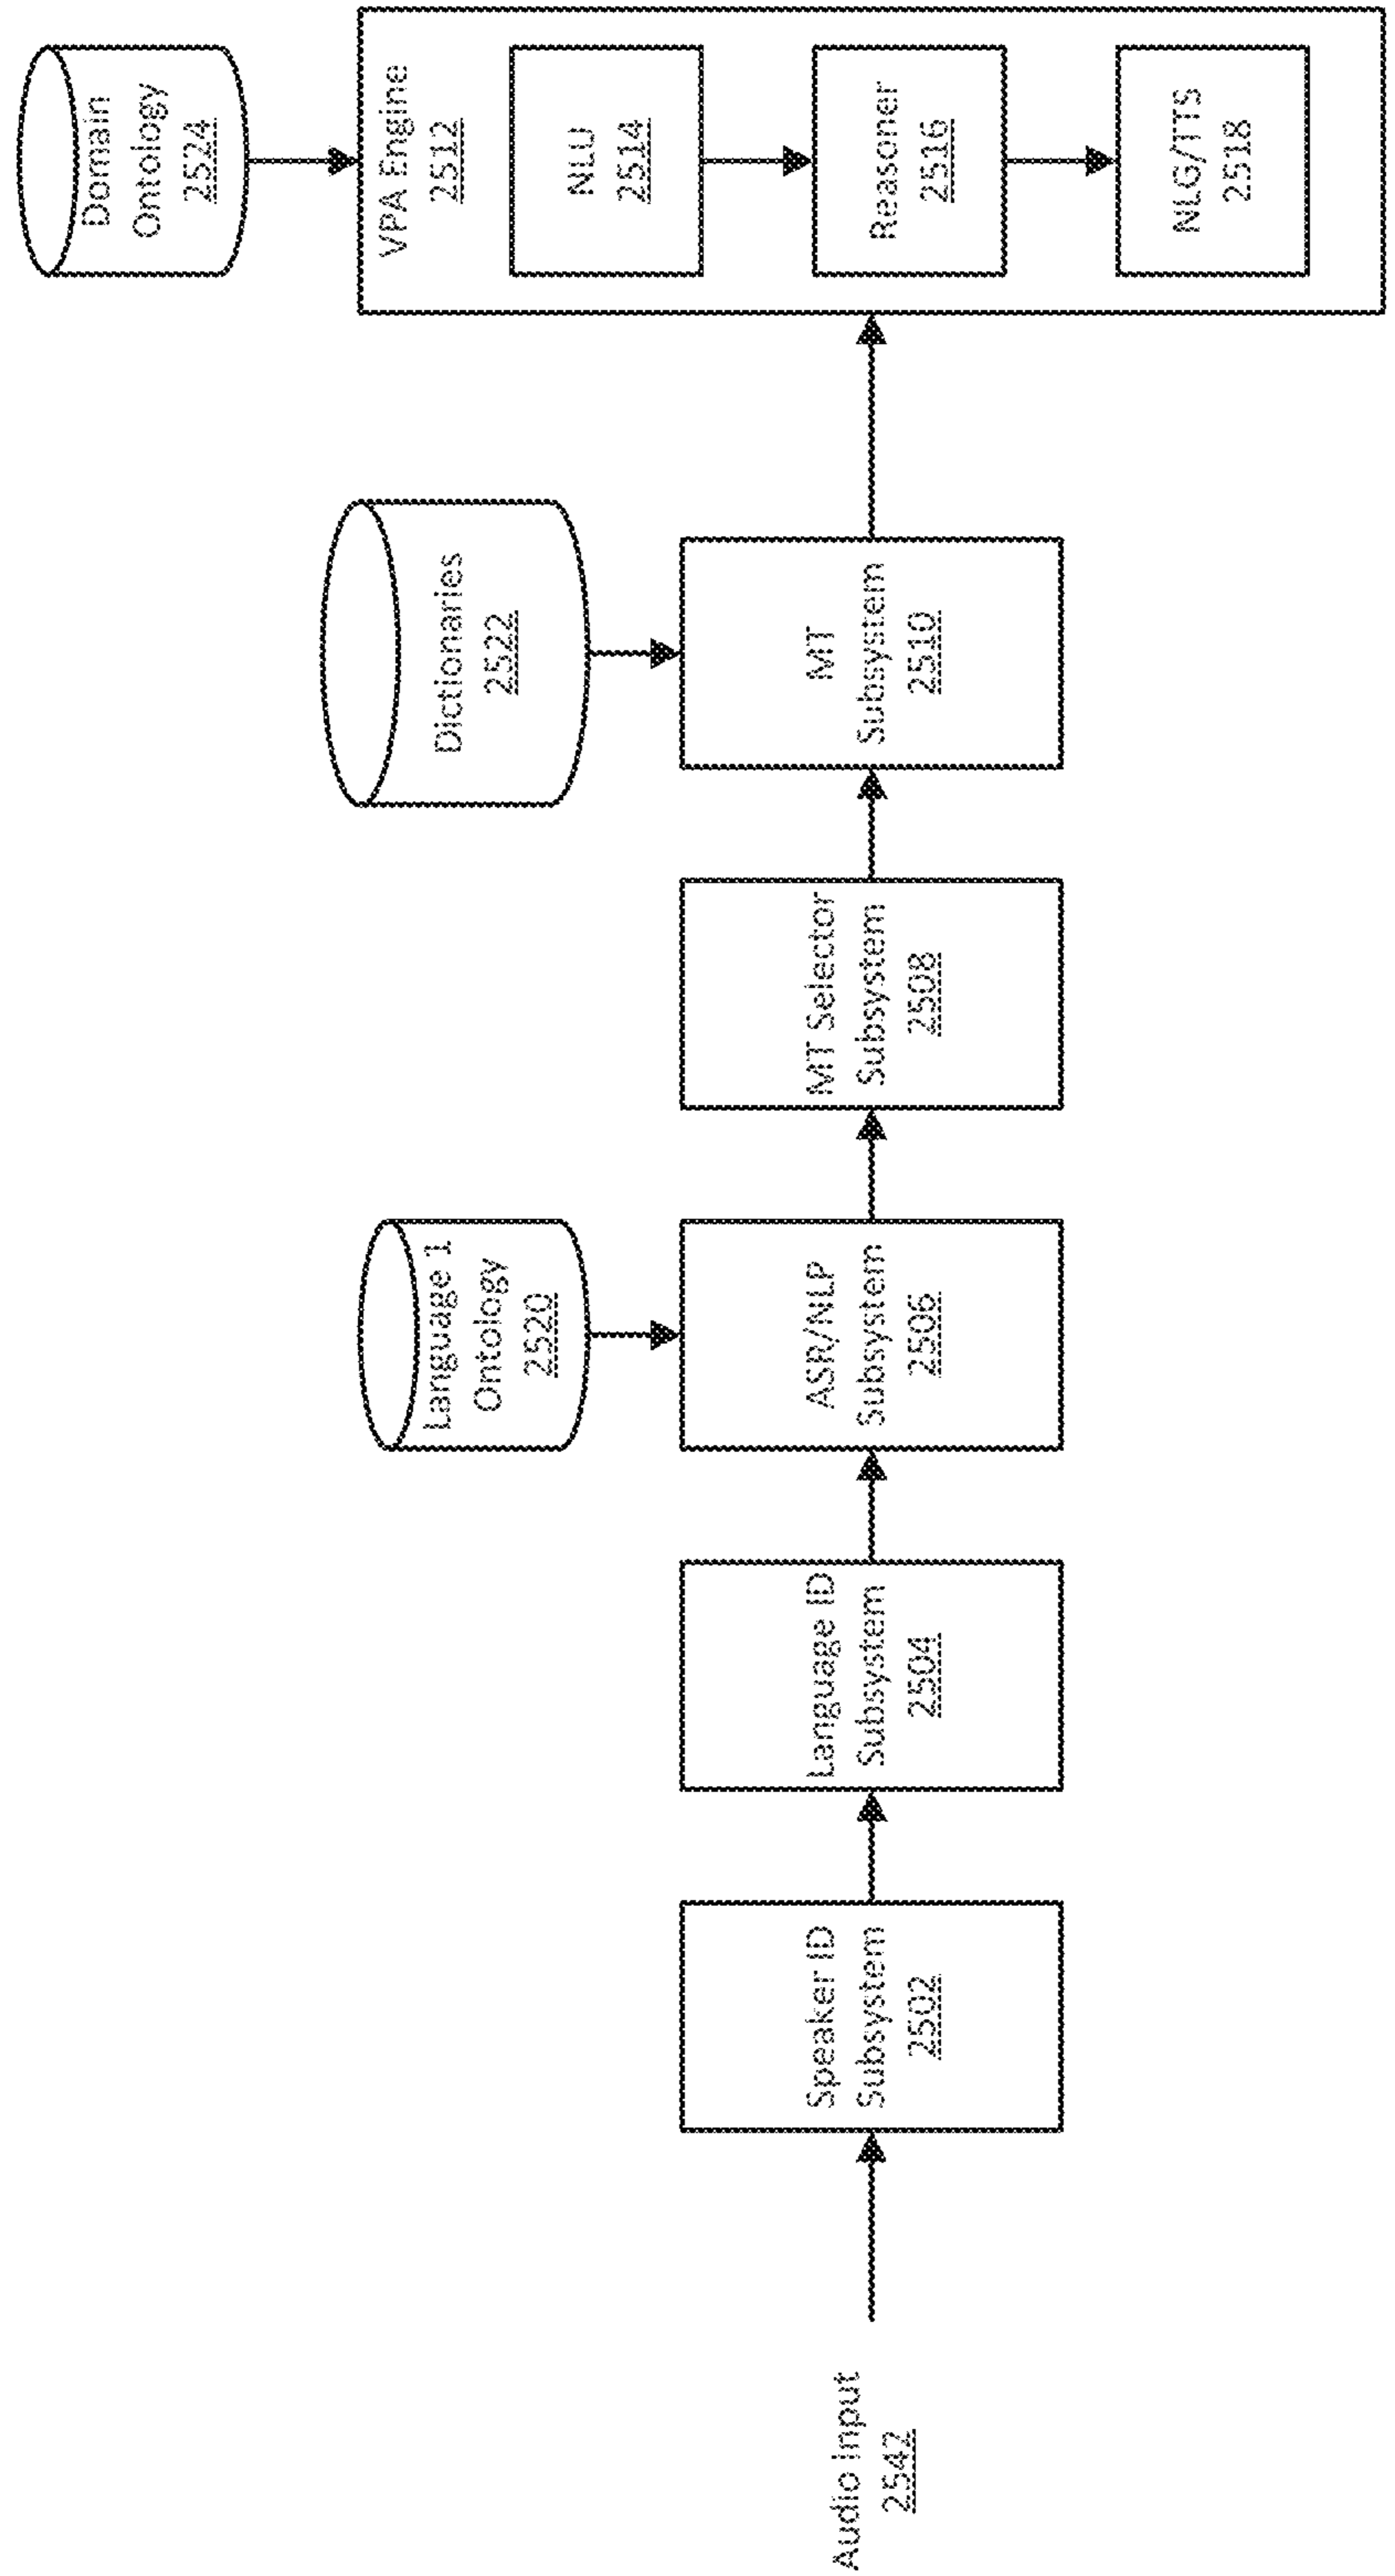 Audio Input
2542
Speaker ID
Subsystem
2502
Language ID
Subsystem
2504
Language 1
Ontology
2520
ASR/NLP
Subsystem
2506
MT Selector
Subsystem
2508
Dictionaries
2522
MT
Subsystem
2510
Domain
Ontology
2524
VPA Engine
2512
NLU
2514
Reasoner
2516
NLG/TTS
2518